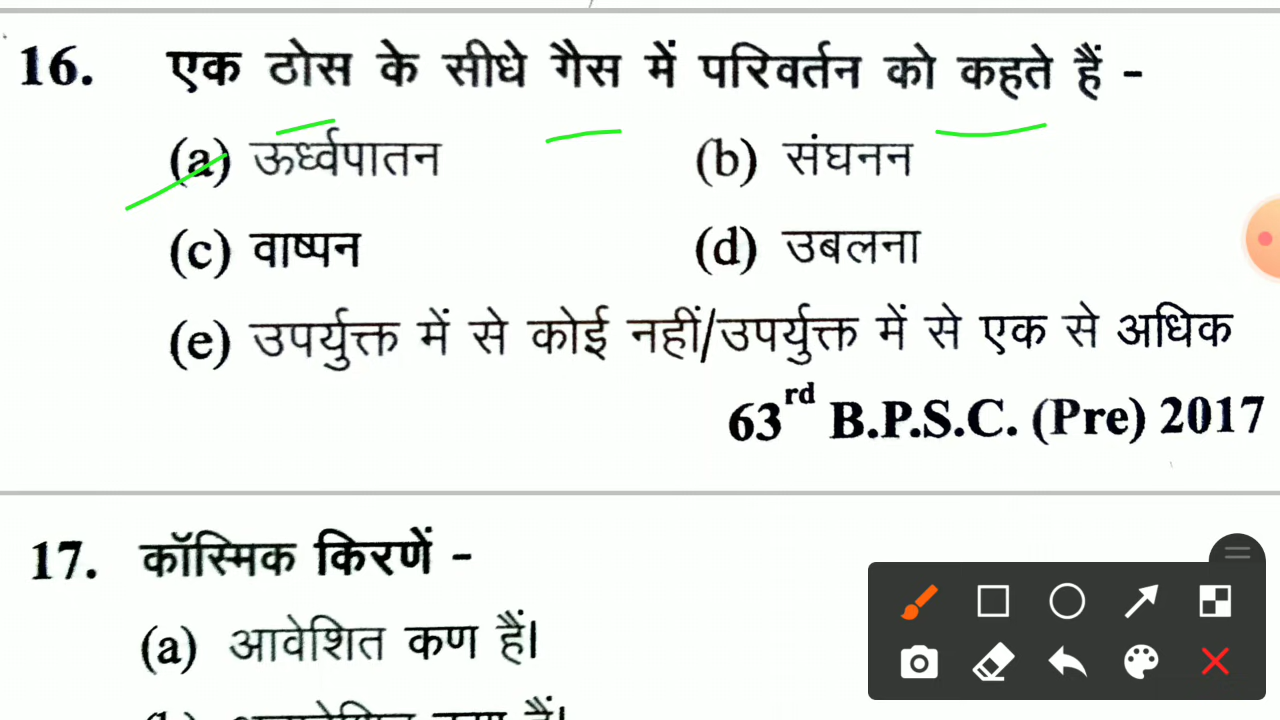 16. एक ठोस के सीधे गैस में परिवर्तन को कहते हैं -
(a) ऊर्ध्वपातन (b) संघनन
(c) वाष्पन (d) उबलना
(e) उपर्युक्त में से कोई नहीं/उपर्युक्त में से एक से अधिक
63rd B.P.S.C. (Pre) 2017
17. कॉस्मिक किरणें -
(a) आवेशित कण हैं।